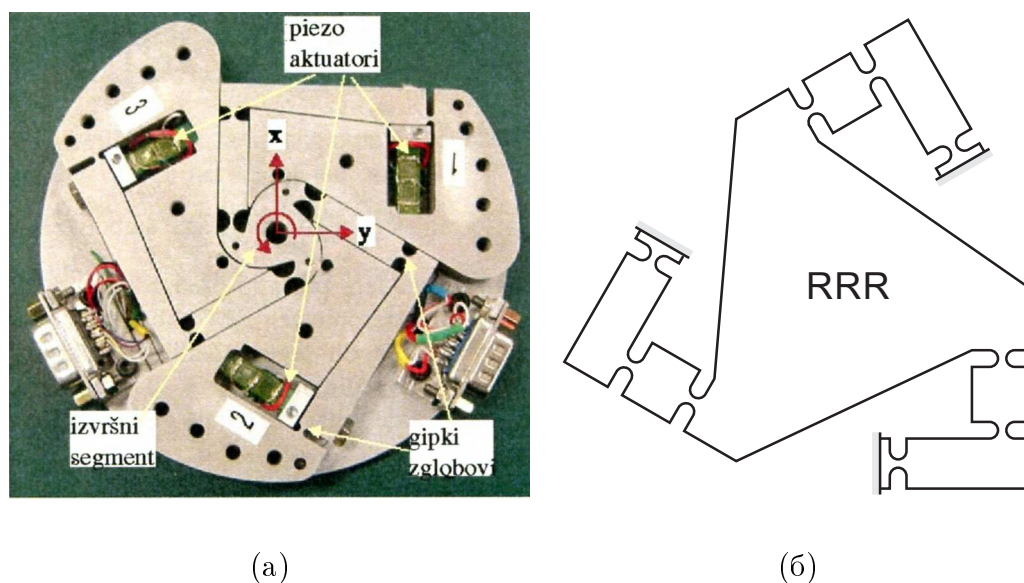 piezo
aktuatori
3
1
x
y
2
izvršni
segment
gipki
zglobovi
RRR
(а)
(б)